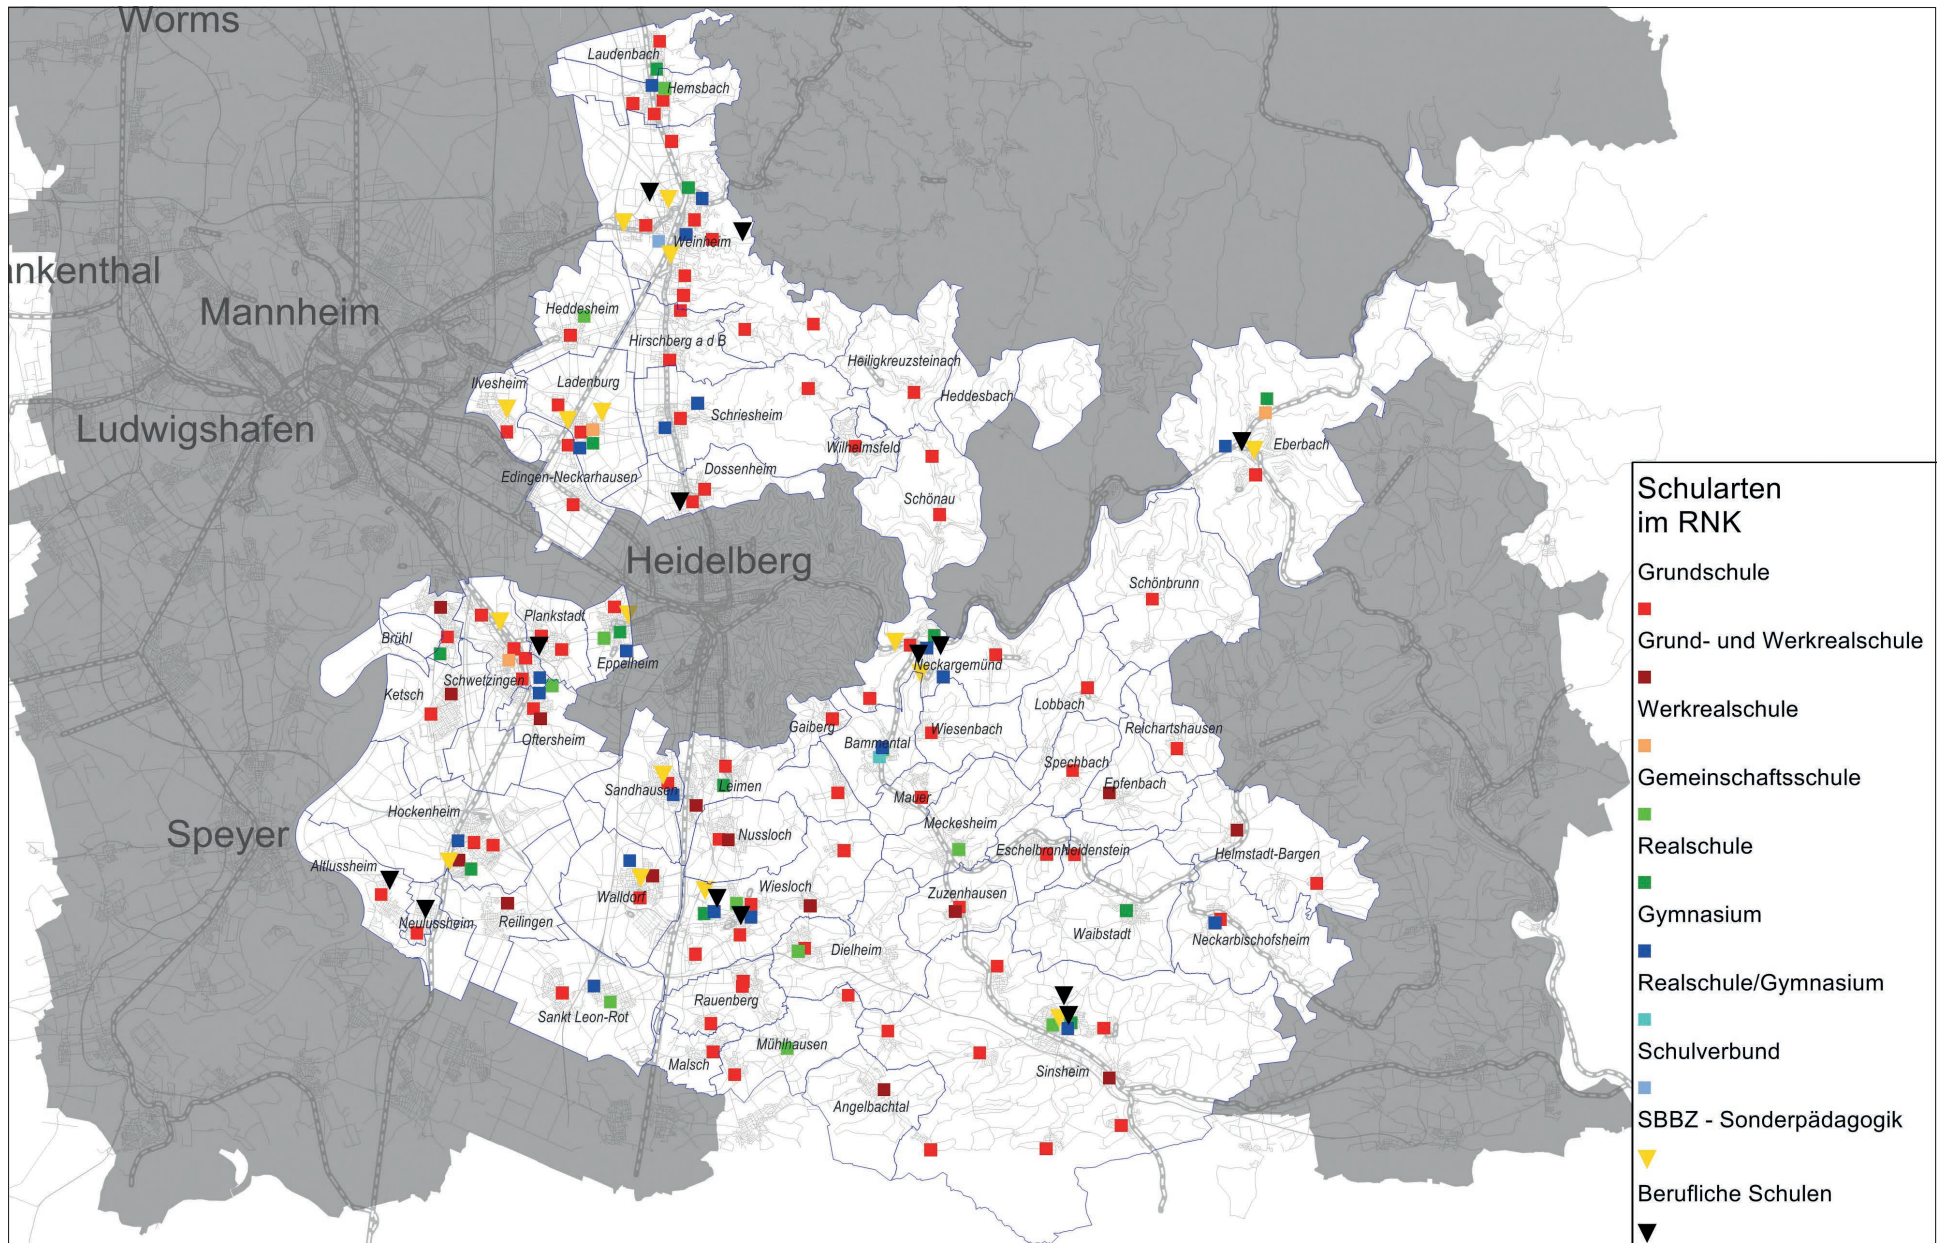 Worms
Laudenbach
Hemsbach
Weinheim
ankenthal
Mannheim
Heddesheim
Hirschberg a d B
Heiligkreuzsteinach
Ilvesheim
Ladenburg
Heddesbach
Schriesheim
Ludwigshafen
Wilhelmsfeld
Eberbach
Dossenheim
Edingen-Neckarhausen
Schönau
Heidelberg
Schönbrunn
Plankstadt
Brühl
Eppelheim
Neckargemünd
Schwetzingen
Ketsch
Lobbach
Gaiberg
Wiesenbach
Reichartshausen
Oftersheim
Bammental
Spechbach
Sandhausen
Leimen
Epfenbach
Mauer
Hockenheim
Meckesheim
Speyer
Nussloch
Eschelbronn
Neidenstein
Helmstadt-Bargen
Altlussheim
Wiesloch
Walldorf
Zuzenhausen
Neulussheim
Reilingen
Waibstadt
Neckarbischofsheim
Dielheim
Rauenberg
Sankt Leon-Rot
Mühlhausen
Malsch
Sinsheim
Angelbachtal
Schularten
im RNK
Grundschule
Grund- und Werkrealschule
Werkrealschule
Gemeinschaftsschule
Realschule
Gymnasium
Realschule/Gymnasium
Schulverbund
SBBZ - Sonderpädagogik
Berufliche Schulen